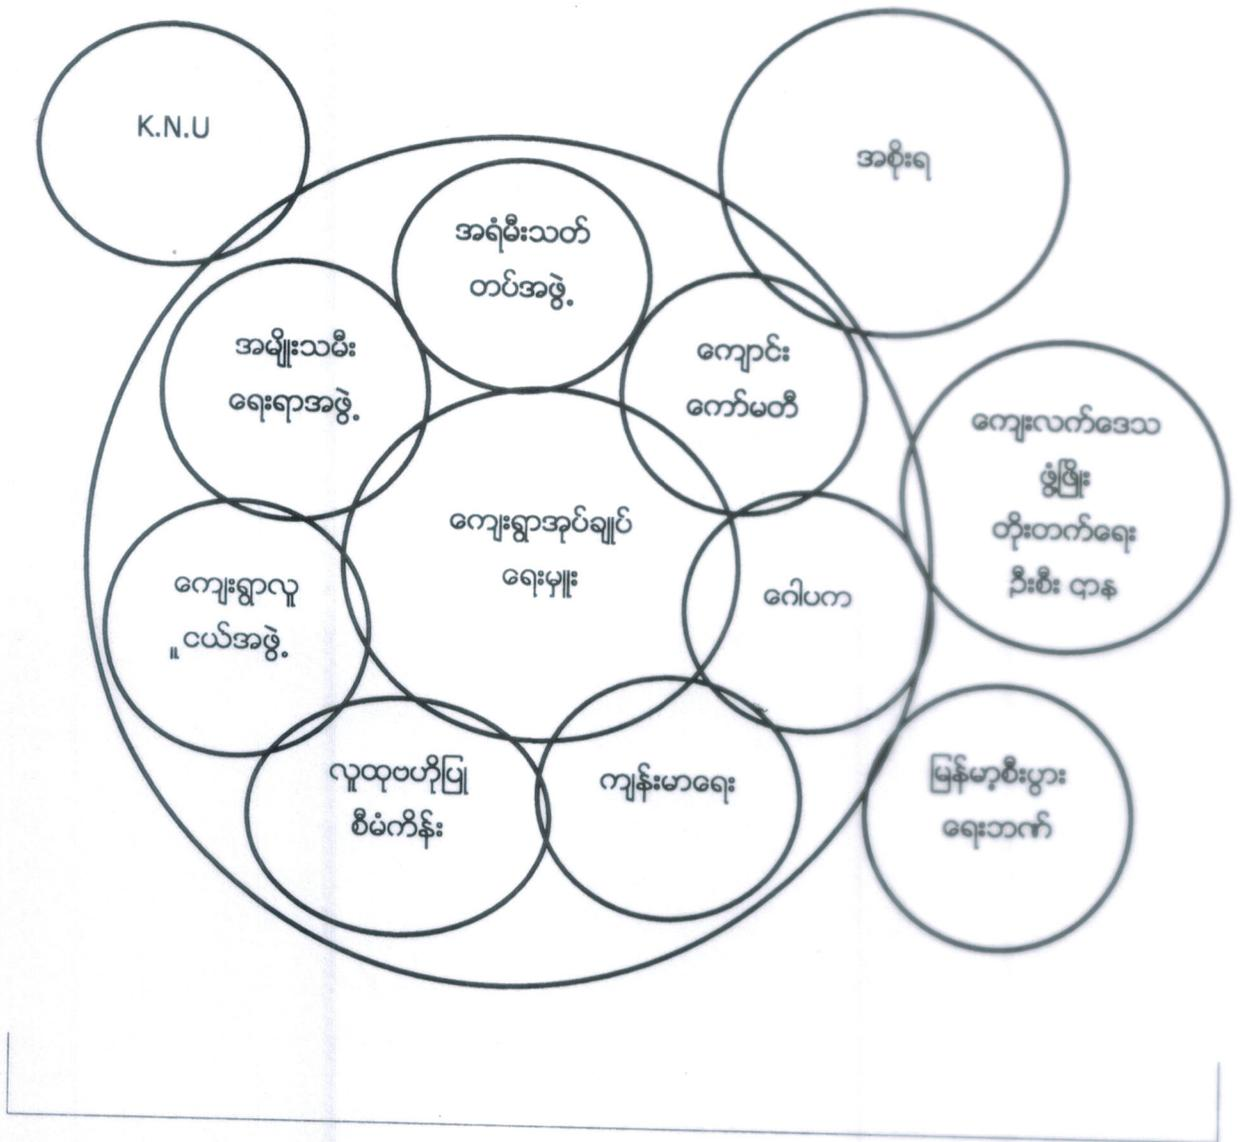 K.N.U
အစိုးရ
အရံမီးသတ်
တပ်အဖွဲ့
အမျိုးသမီး
ရေးရာအဖွဲ့
ကျောင်း
ကော်မတီ
ကျေးလက်ဒေသ
ဖွံ့ဖြိုး
တိုးတက်ရေး
ဦးစီး ဌာန
ကျေးရွာအုပ်ချုပ်
ရေးမှူး
ကျေးရွာလူ
ူငယ်အဖွဲ့
ဂေါပက
လူထုဗဟိုပြု
စီမံကိန်း
ကျန်းမာရေး
မြန်မာ့စီးပွား
ရေးဘဏ်